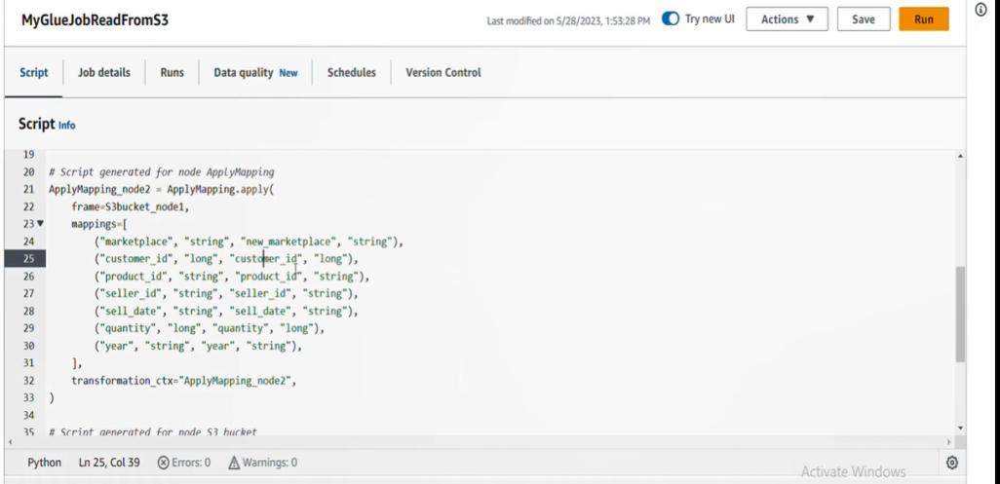 MyGlueJobReadFromS3
Last modified on 5/28/2023, 1:53:28 PM
Try new UI
Actions ▼
Save
Run
Script
Job details
Runs
Data quality New
Schedules
Version Control
Script Info
19
20 # Script generated for node ApplyMapping
21 ApplyMapping_node2 = ApplyMapping.apply(
22 frame=S3bucket_node1,
23 ▼ mappings=[
24 ("marketplace", "string", "new_marketplace", "string"),
25 ("customer_id", "long", "customer_id", "long"),
26 ("product_id", "string", "product_id", "string"),
27 ("seller_id", "string", "seller_id", "string"),
28 ("sell_date", "string", "sell_date", "string"),
29 ("quantity", "long", "quantity", "long"),
30 ("year", "string", "year", "string"),
31 ],
32 transformation_ctx="ApplyMapping_node2",
33 )
34
35 # Script generated for node S3 bucket
Python Ln 25, Col 39 Errors: 0 Warnings: 0
Activate Windows